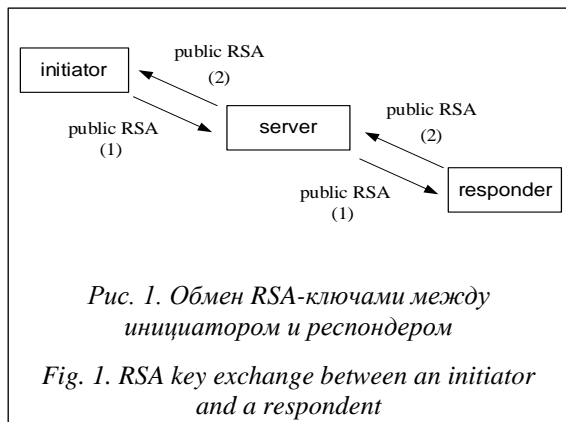 public RSA
(2)
initiator
public RSA
(1)
server
public RSA
(2)
public RSA
(1)
responder
Рис. 1. Обмен RSA-ключами между
инициатором и респондером
Fig. 1. RSA key exchange between an initiator
and a respondent